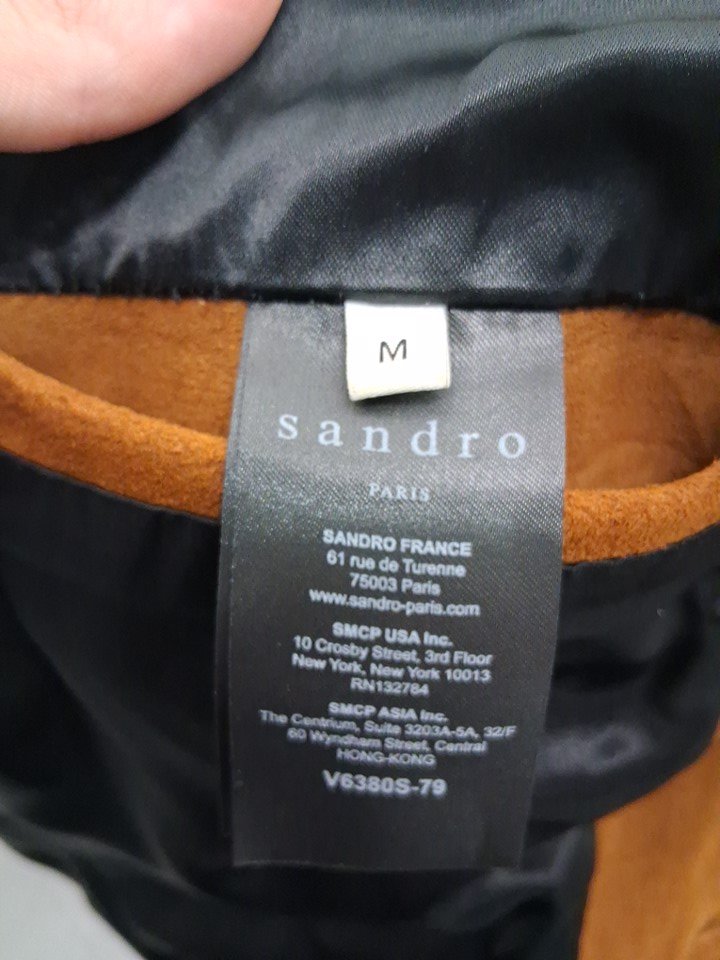 M
sandro
PARIS
SANDRO FRANCE
61 rue de Turenne
75003 Paris
www.sandro-paris.com
SMCP USA Inc.
10 Crosby Street, 3rd Floor
New York, New York 10013
RN132784
SMCP ASIA Inc.
The Centrium, Suite 3203A-5A, 32/F
60 Wyndham Street, Central
HONG-KONG
V6380S-79